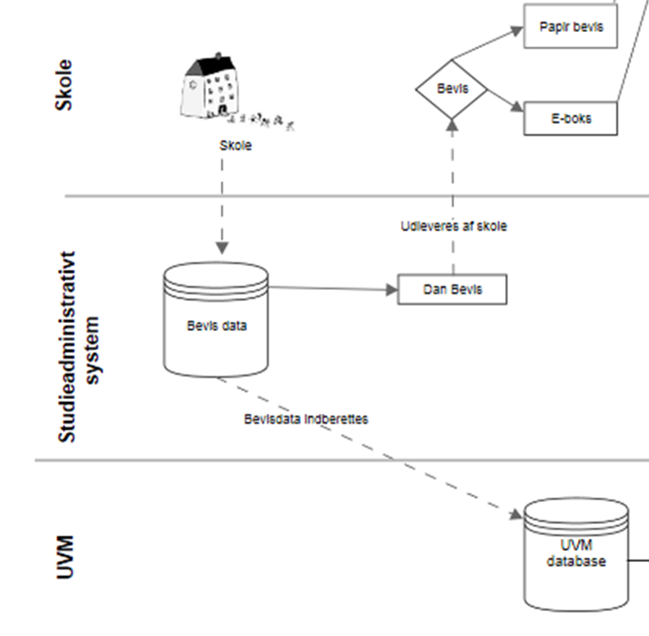 Skole
Papir bevis
Bevis
E-boks
Skole
Udleveres af skole
Studieadministrativt
system
Bevis data
Dan Bevis
Bevisdata indberettes
UVM
UVM
database